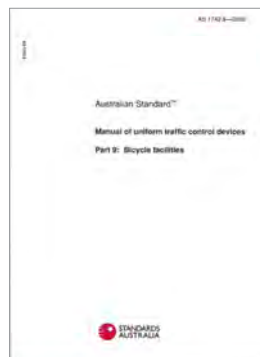 Australian Standard™
Manual of uniform traffic control devices
Part 9: Bicycle facilities
STANDARDS
AUSTRALIA